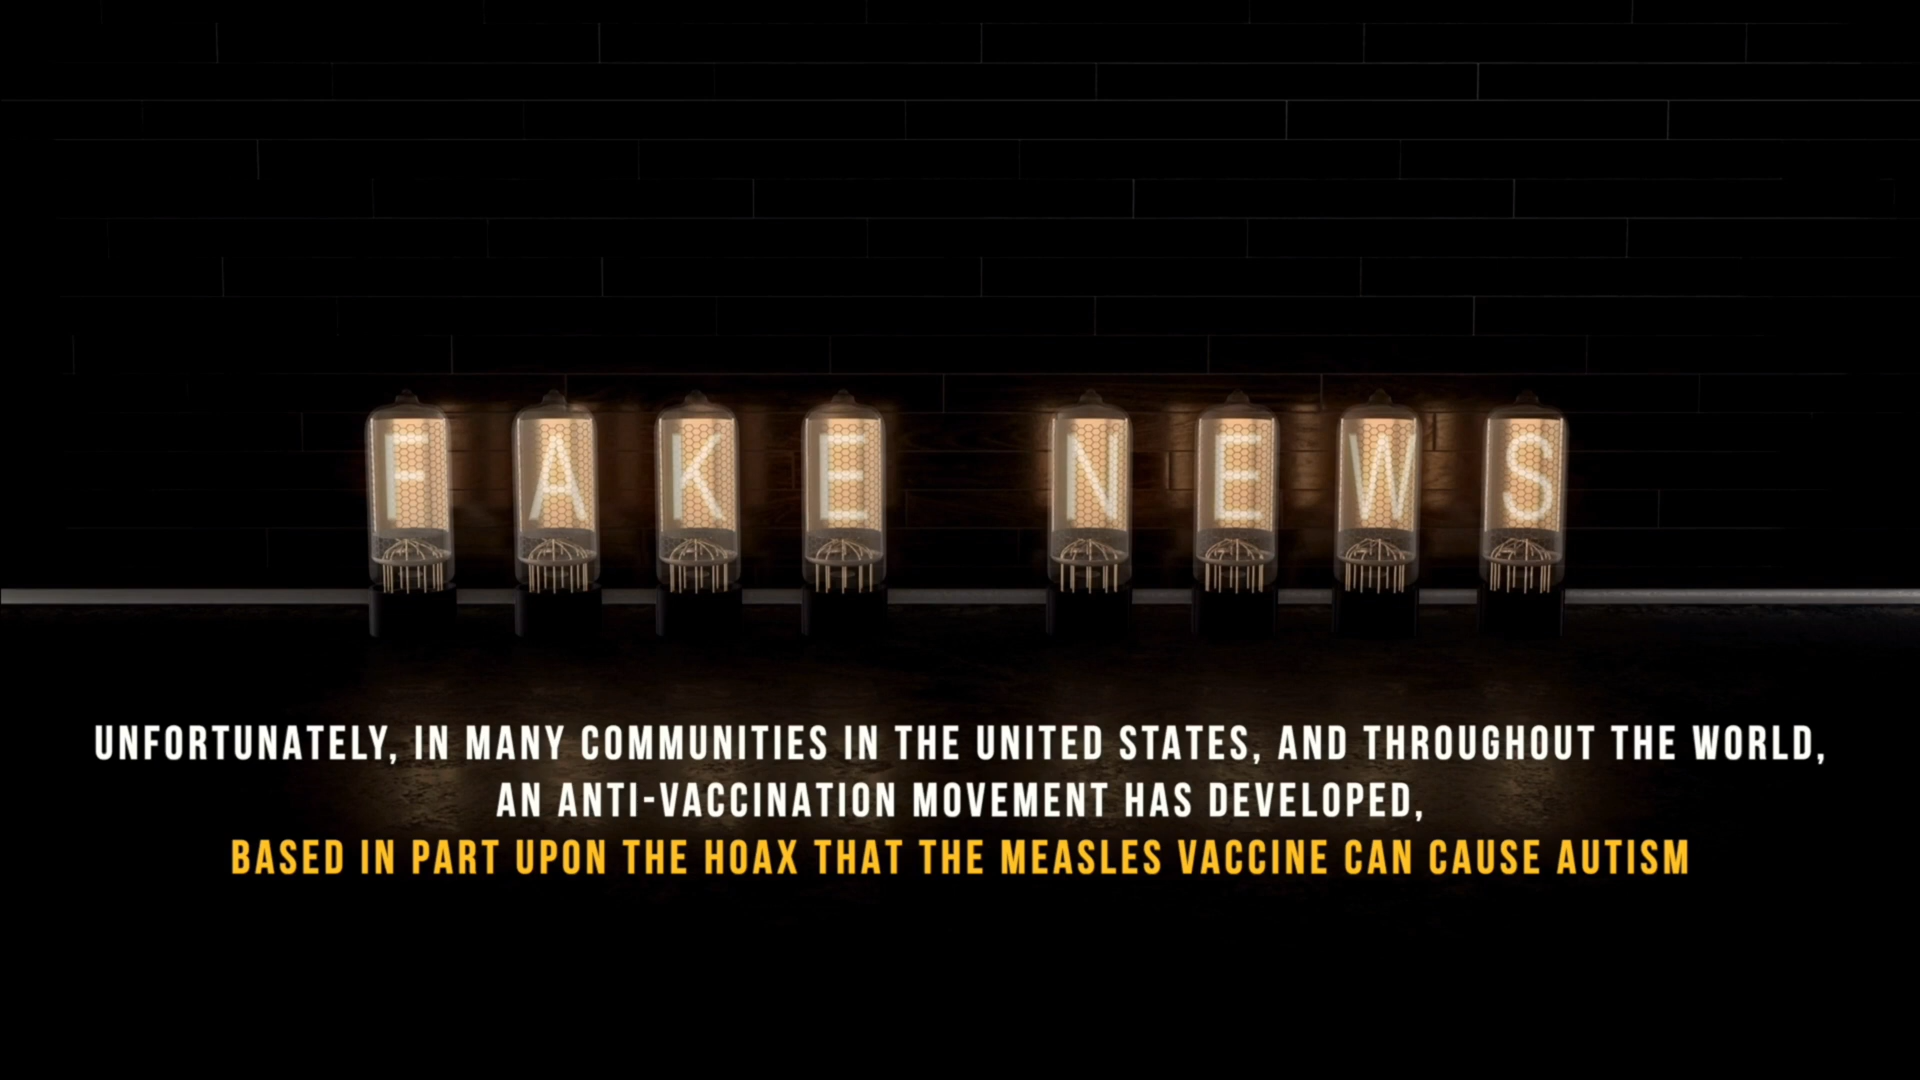 FAKE NEWS
UNFORTUNATELY, IN MANY COMMUNITIES IN THE UNITED STATES, AND THROUGHOUT THE WORLD,
AN ANTI-VACCINATION MOVEMENT HAS DEVELOPED,
BASED IN PART UPON THE HOAX THAT THE MEASLES VACCINE CAN CAUSE AUTISM